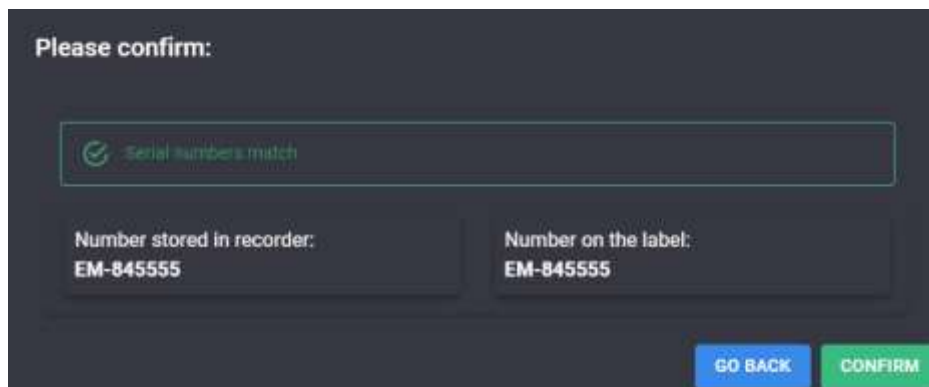 Please confirm:
Serial numbers match
Number stored in recorder:
EM-845555
Number on the label:
EM-845555
GO BACK
CONFIRM